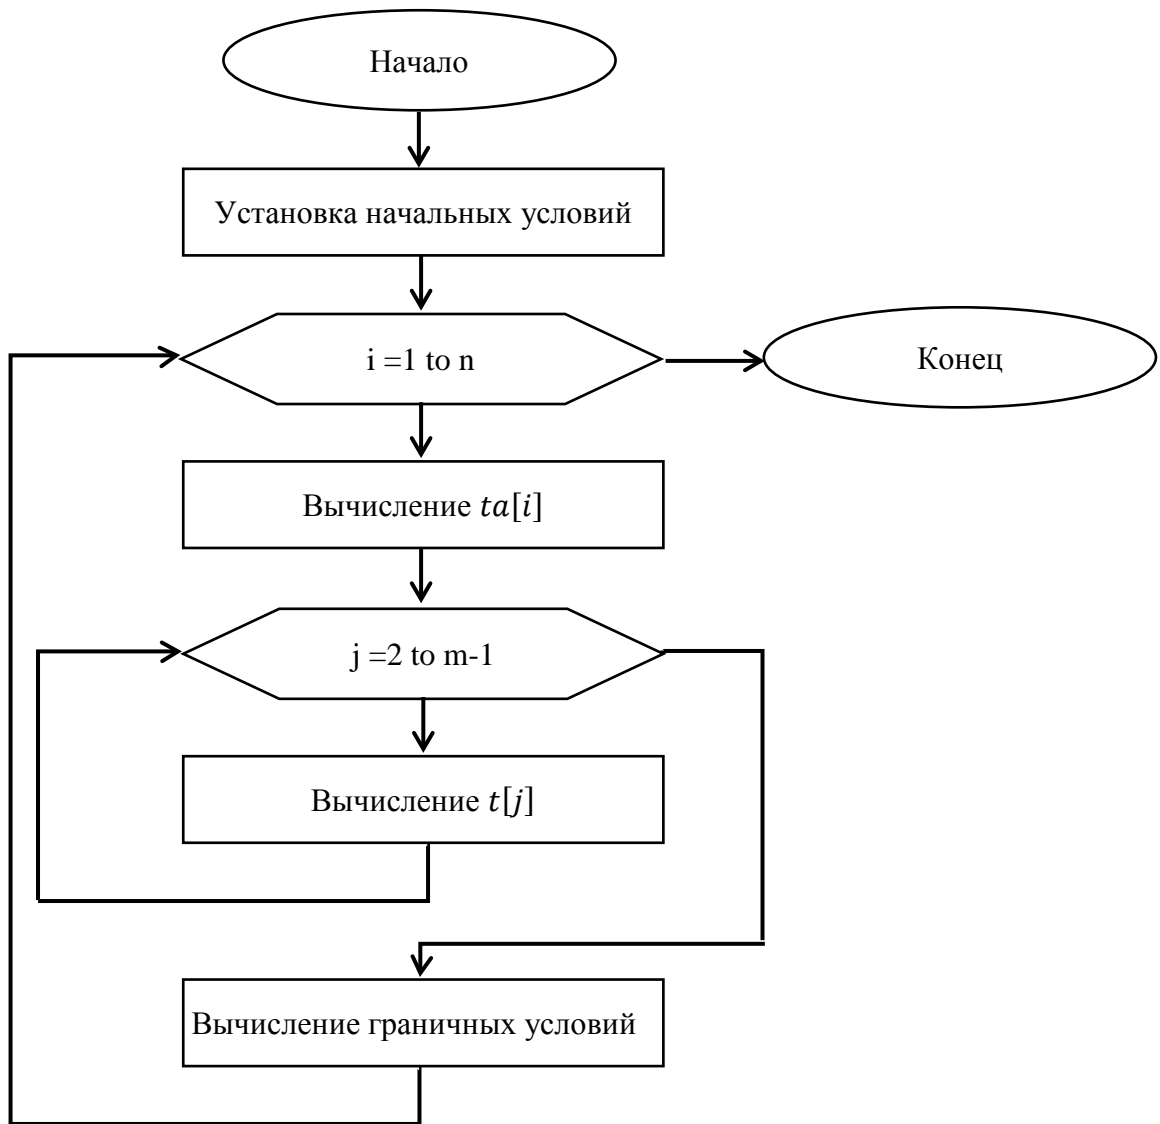 Начало
Установка начальных условий
i =1 to n
Конец
Вычисление ta[i]
j =2 to m-1
Вычисление t[j]
Вычисление граничных условий